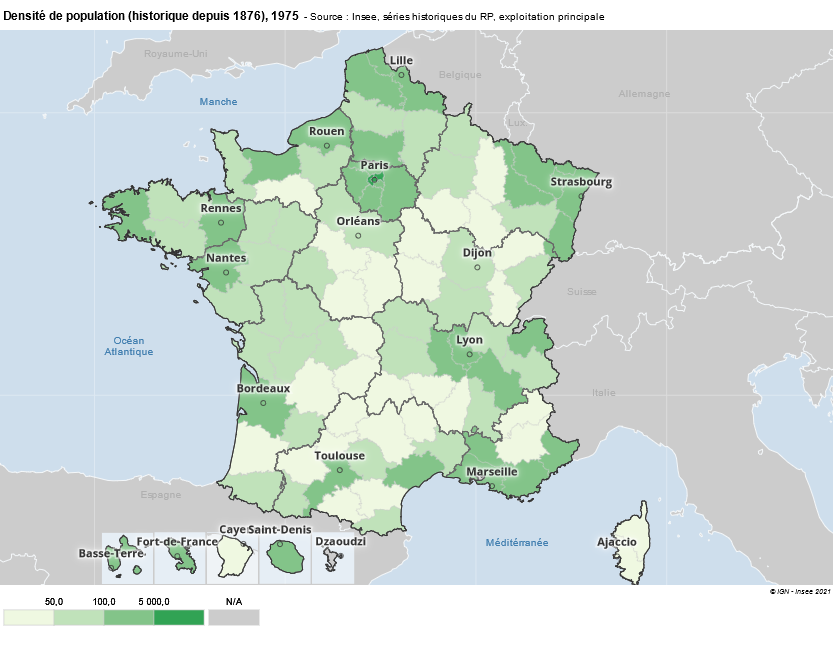 Densité de population (historique depuis 1876), 1975 - Source : Insee, séries historiques du RP, exploitation principale
Lille
Royaume-Uni
Belgique
Allemagne
Manche
Lux
Rouen
Paris
Strasbourg
Rennes
Orléans
Dijon
Nantes
Suisse
Océan
Atlantique
Lyon
Bordeaux
Italie
Toulouse
Marseille
Espagne
Caye
Saint-Denis
Fort-de-France
Dzaoudzi
Méditérranée
Ajaccio
Basse-Terre
© IGN - Insee 2021
50,0 100,0 5 000,0 N/A